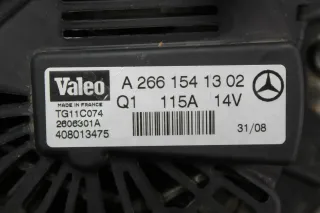 Valeo A 266 154 13 02
MADE IN FRANCE Q1 115A 14V
TG11C074
2606301A 31/08
408013475